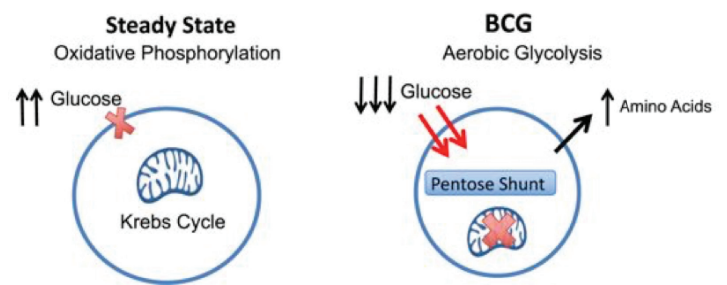 Steady State
Oxidative Phosphorylation
Glucose
Krebs Cycle
BCG
Aerobic Glycolysis
Glucose
Amino Acids
Pentose Shunt